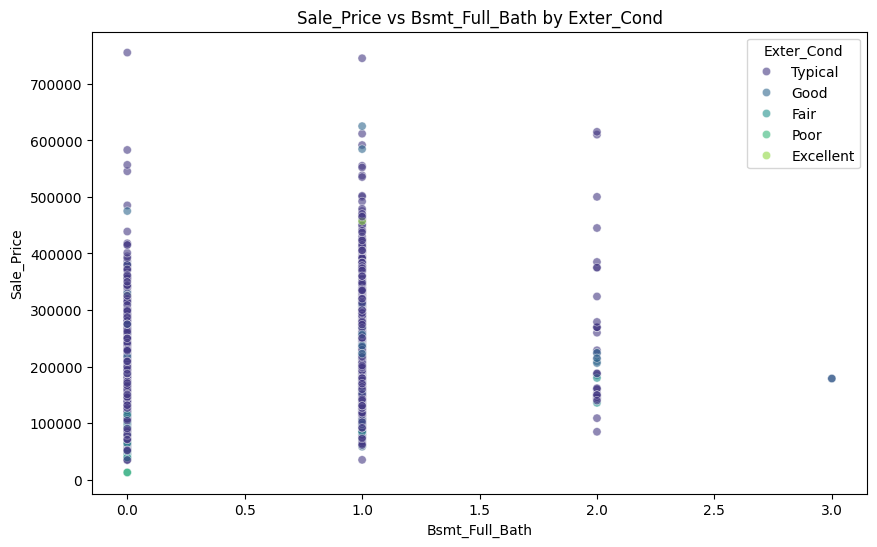 Sale_Price vs Bsmt_Full_Bath by Exter_Cond
Exter_Cond
Typical
Good
Fair
Poor
Excellent
Sale_Price
700000
600000
500000
400000
300000
200000
100000
0
0.0
0.5
1.0
1.5
2.0
2.5
3.0
Bsmt_Full_Bath